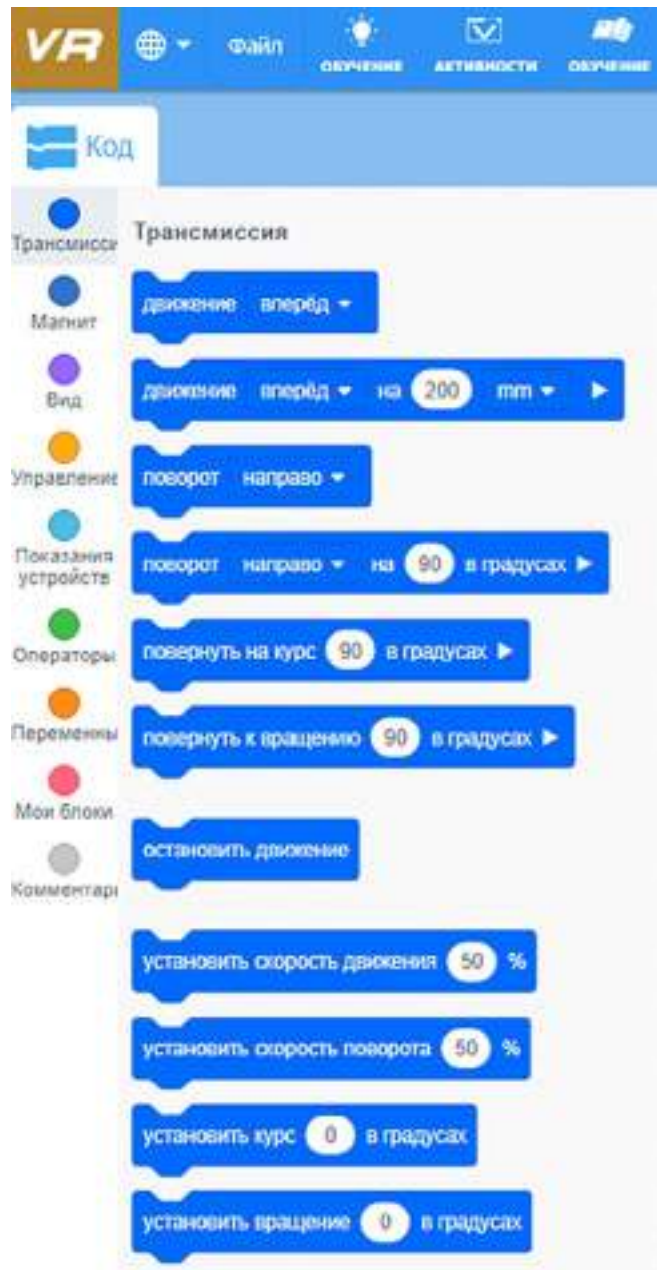 VR Файл ОБУЧЕНИЕ АКТИВНОСТИ ОБУЧЕНИЕ
Код
Трансмисси
Магнит
Вид
Управление
Показания
устройств
Операторы
Переменны
Мои блоки
Комментари
Трансмиссия
движение вперёд
движение вперёд на 200 mm
поворот направо
поворот направо на 90 в градусах
повернуть на курс 90 в градусах
повернуть к вращению 90 в градусах
остановить движение
установить скорость движения 50 %
установить скорость поворота 50 %
установить курс 0 в градусах
установить вращение 0 в градусах